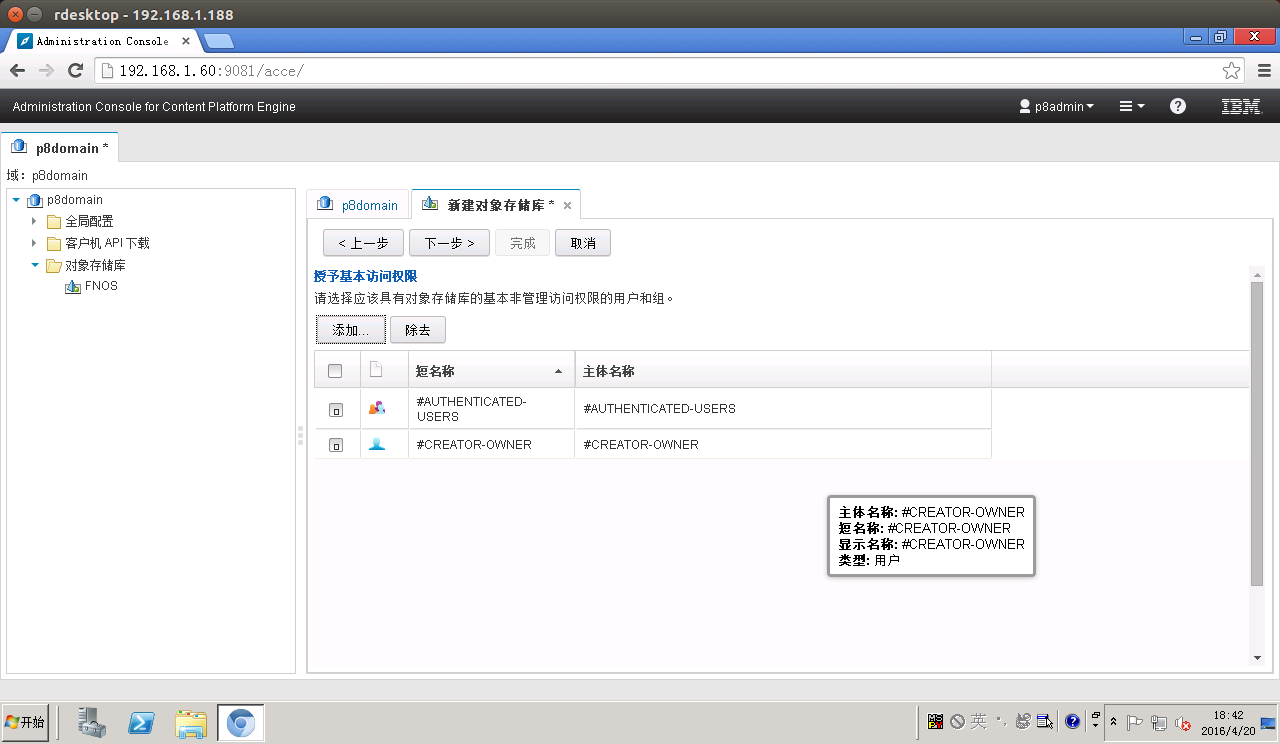 rdesktop - 192.168.1.188
Administration Console
192.168.1.60:9081/acce/
Administration Console for Content Platform Engine
p8admin
IBM.
p8domain *
域: p8domain
p8domain
全局配置
客户机 API 下载
对象存储库
FNOS
p8domain
新建对象存储库 *
< 上一步
下一步 >
完成
取消
授予基本访问权限
请选择应该具有对象存储库的基本非管理访问权限的用户和组。
添加...
除去
短名称
主体名称
#AUTHENTICATED-
USERS
#AUTHENTICATED-USERS
#CREATOR-OWNER
#CREATOR-OWNER
主体名称: #CREATOR-OWNER
短名称: #CREATOR-OWNER
显示名称: #CREATOR-OWNER
类型: 用户
开始
英
18:42
2016/4/20